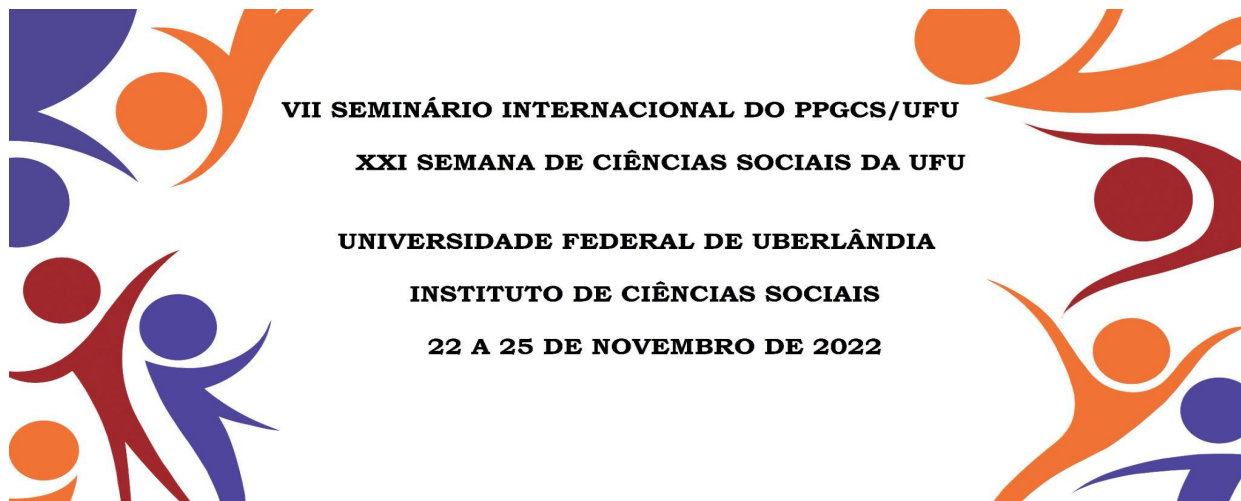 VII SEMINÁRIO INTERNACIONAL DO PPGCS/UFU
XXI SEMANA DE CIÊNCIAS SOCIAIS DA UFU
UNIVERSIDADE FEDERAL DE UBERLÂNDIA
INSTITUTO DE CIÊNCIAS SOCIAIS
22 A 25 DE NOVEMBRO DE 2022